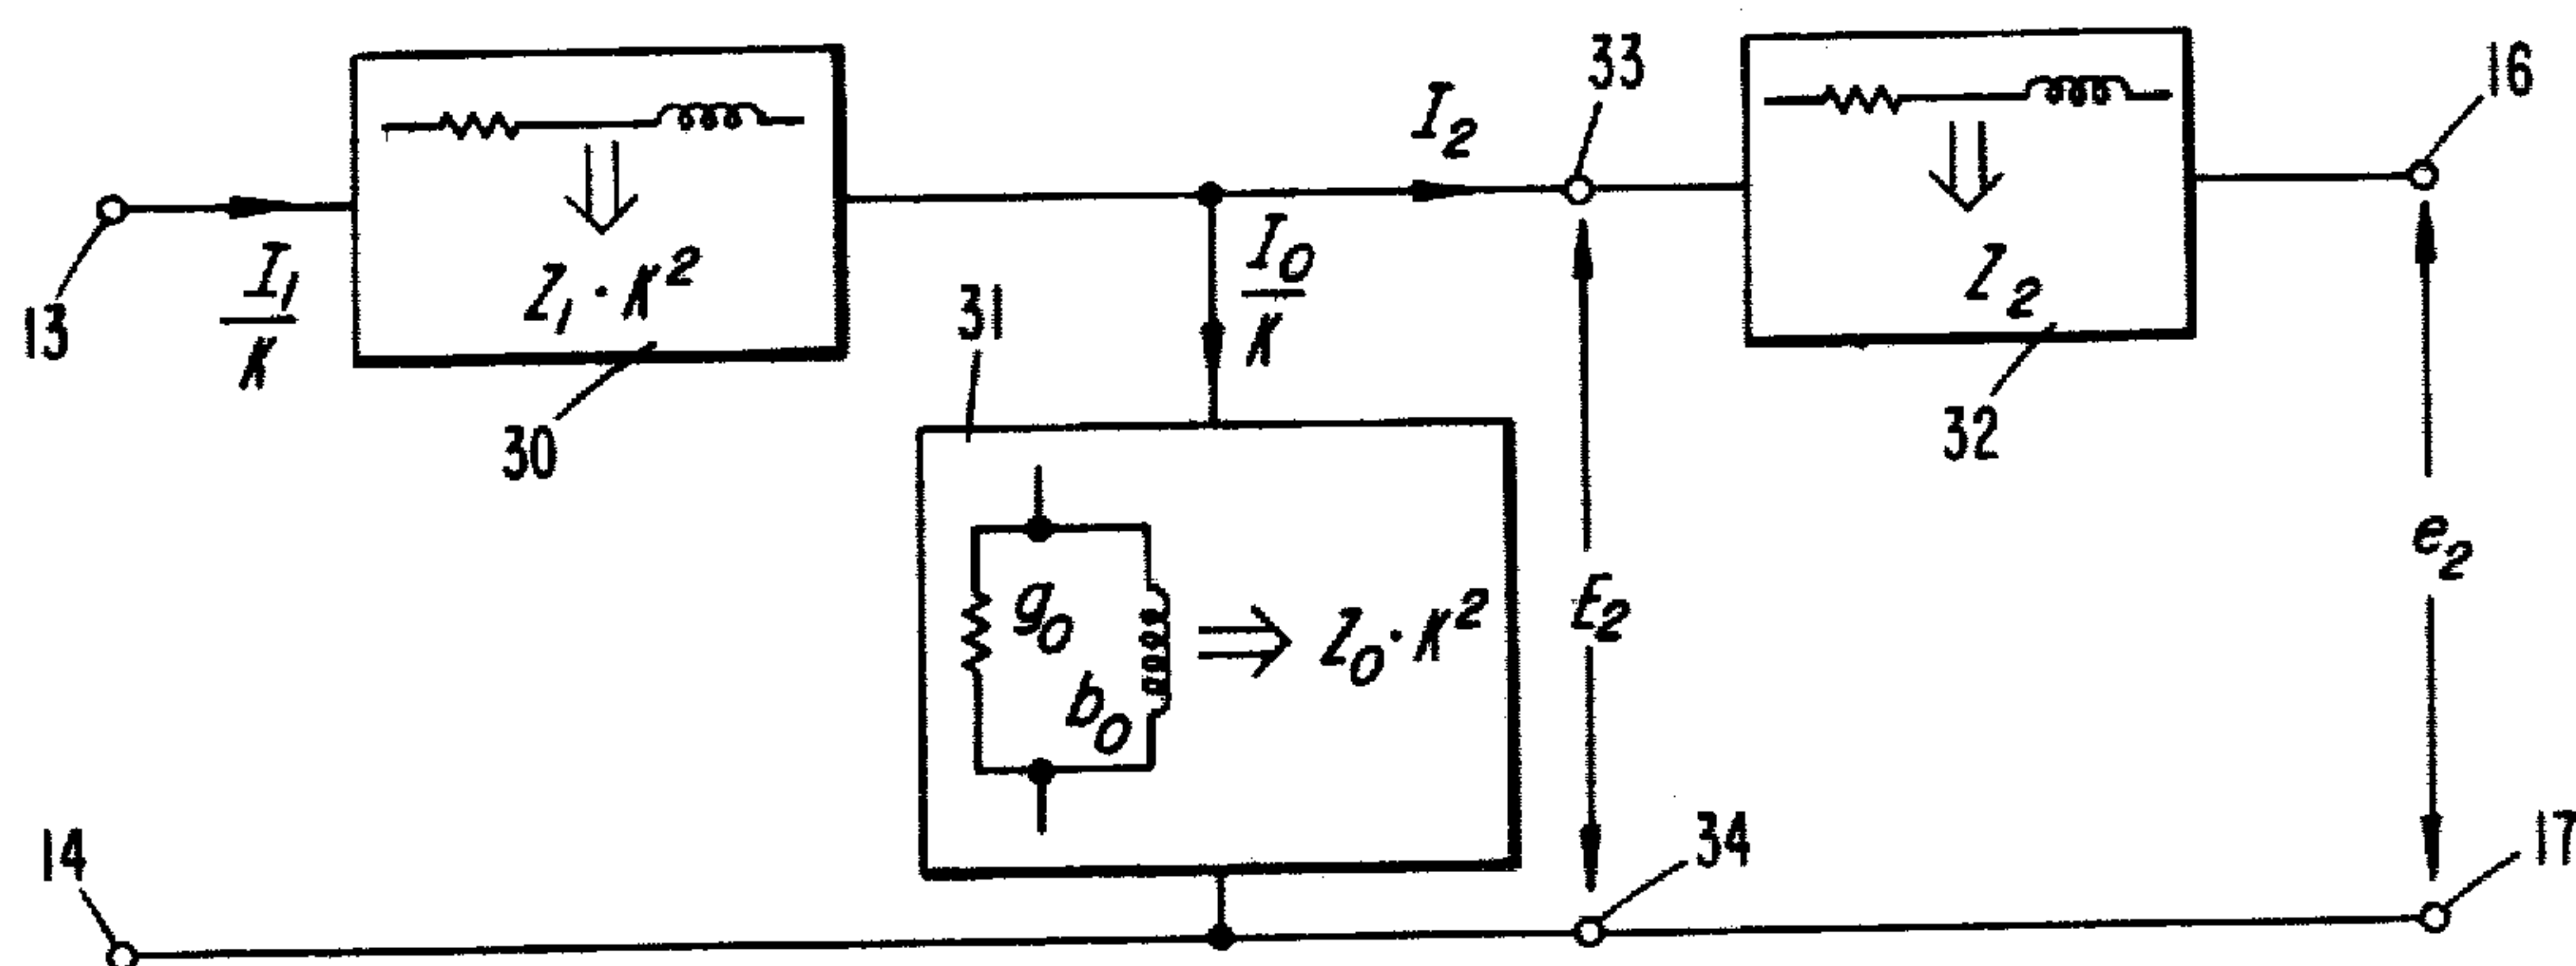 33
16
I₂
13
I₁/K
Z₁·K²
30
31
I₀/K
Z₂
32
g₀
b₀
Z₀·K²
E₂
e₂
14
34
17